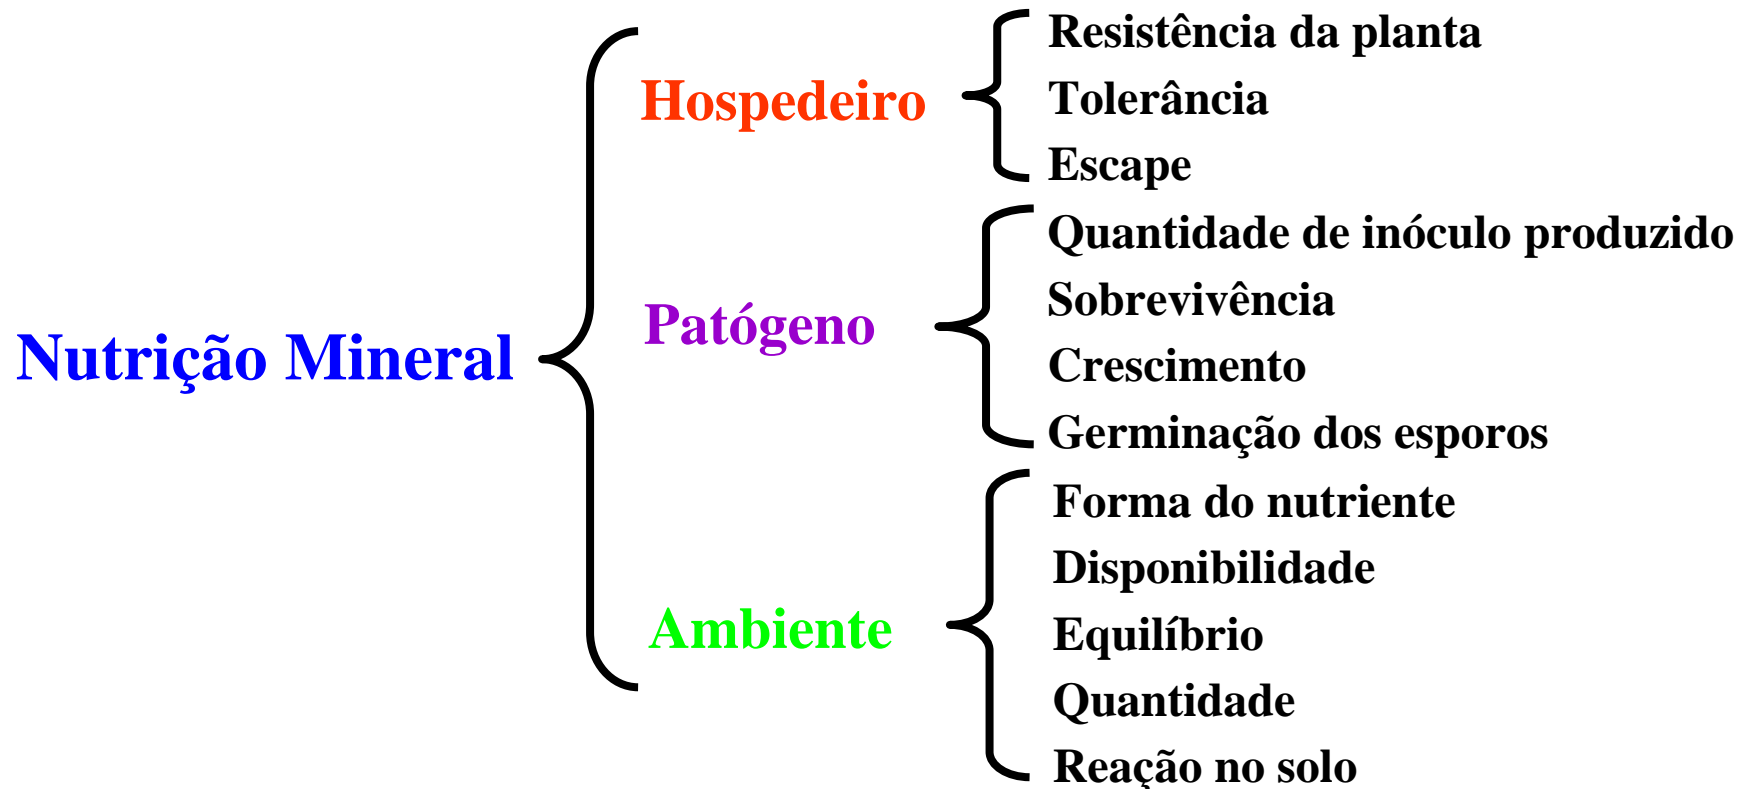 Nutrição Mineral
Hospedeiro
Resistência da planta
Tolerância
Escape
Patógeno
Quantidade de inóculo produzido
Sobrevivência
Crescimento
Germinação dos esporos
Ambiente
Forma do nutriente
Disponibilidade
Equilíbrio
Quantidade
Reação no solo